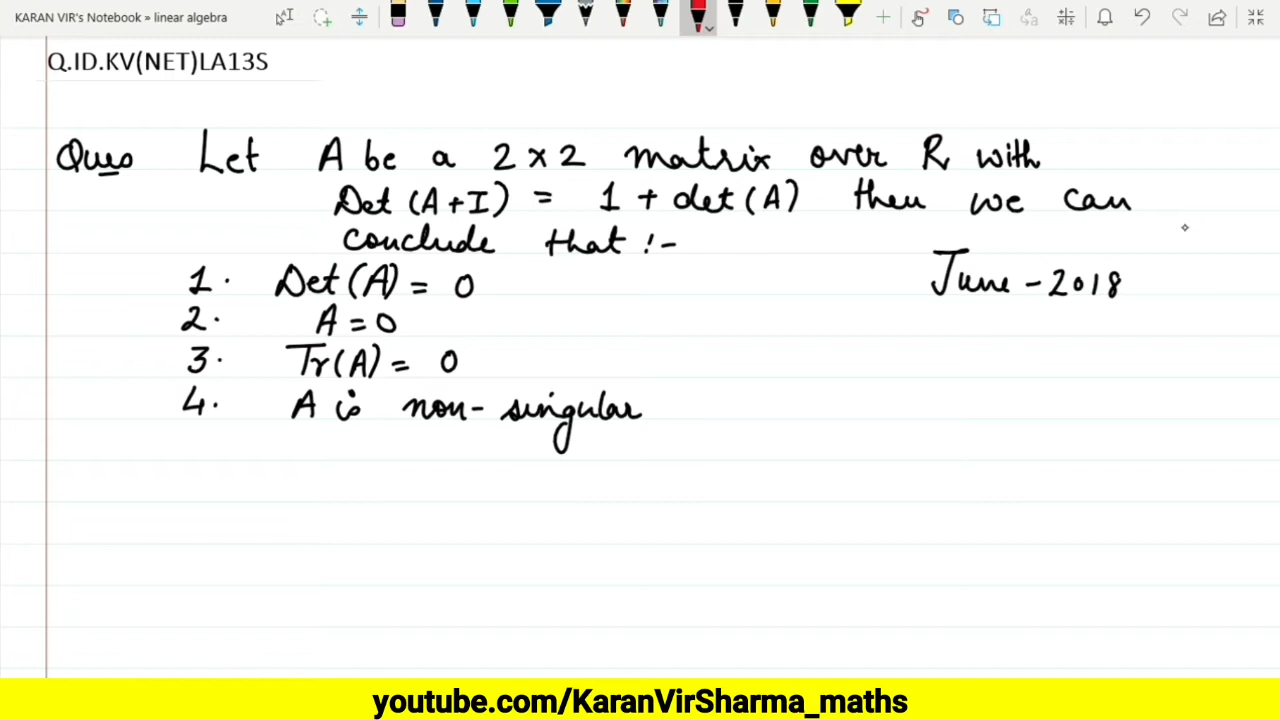 KARAN VIR's Notebook » linear algebra
Q.ID.KV(NET)LA13S
Ques Let A be a 2 x 2 matrix over R with
Det (A+I) = 1 + det(A) then we can
conclude that :-
1. Det(A) = 0
June - 2018
2. A = 0
3. Tr(A) = 0
4. A is non-singular
youtube.com/KaranVirSharma_maths